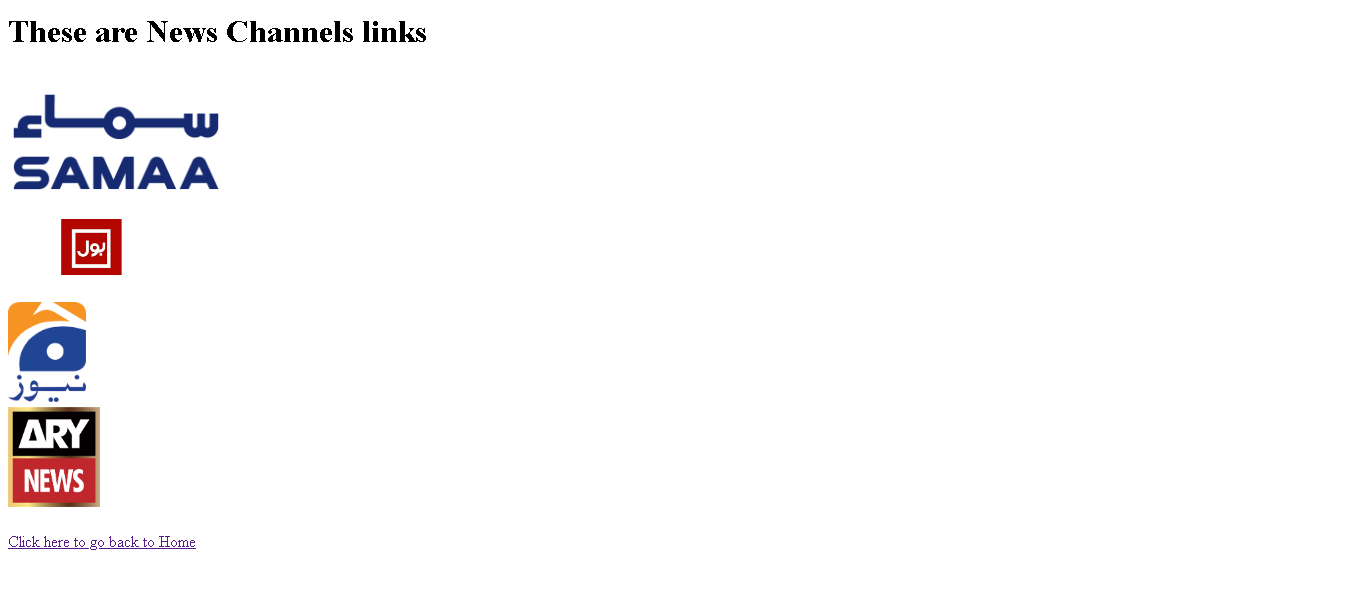 These are News Channels links
سماء
SAMAA
بول
نیوز
ARY
NEWS
Click here to go back to Home